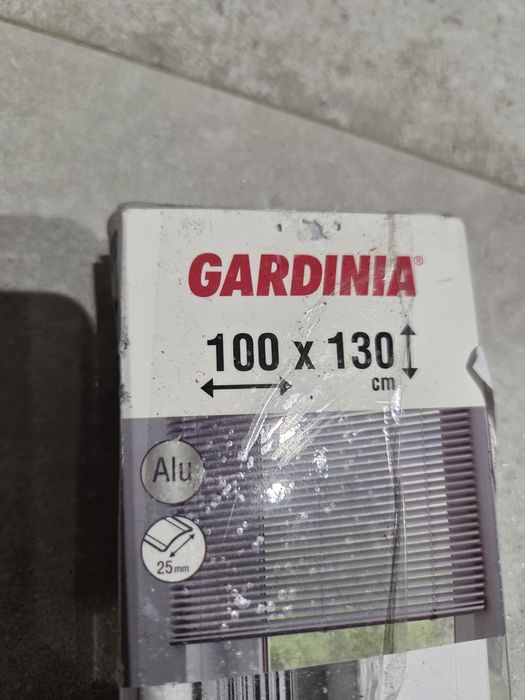 GARDINIA®
100 x 130
cm
Alu
25mm